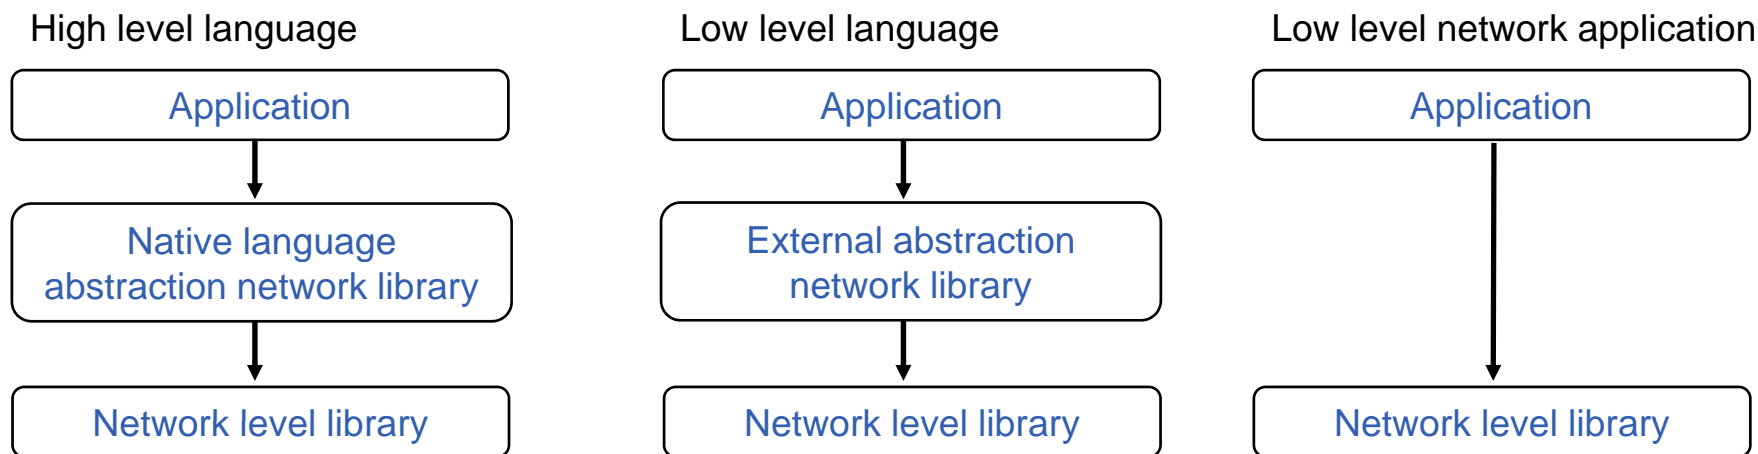 High level language
Low level language
Low level network application
Application
Application
Application
Native language
abstraction network library
External abstraction
network library
Network level library
Network level library
Network level library